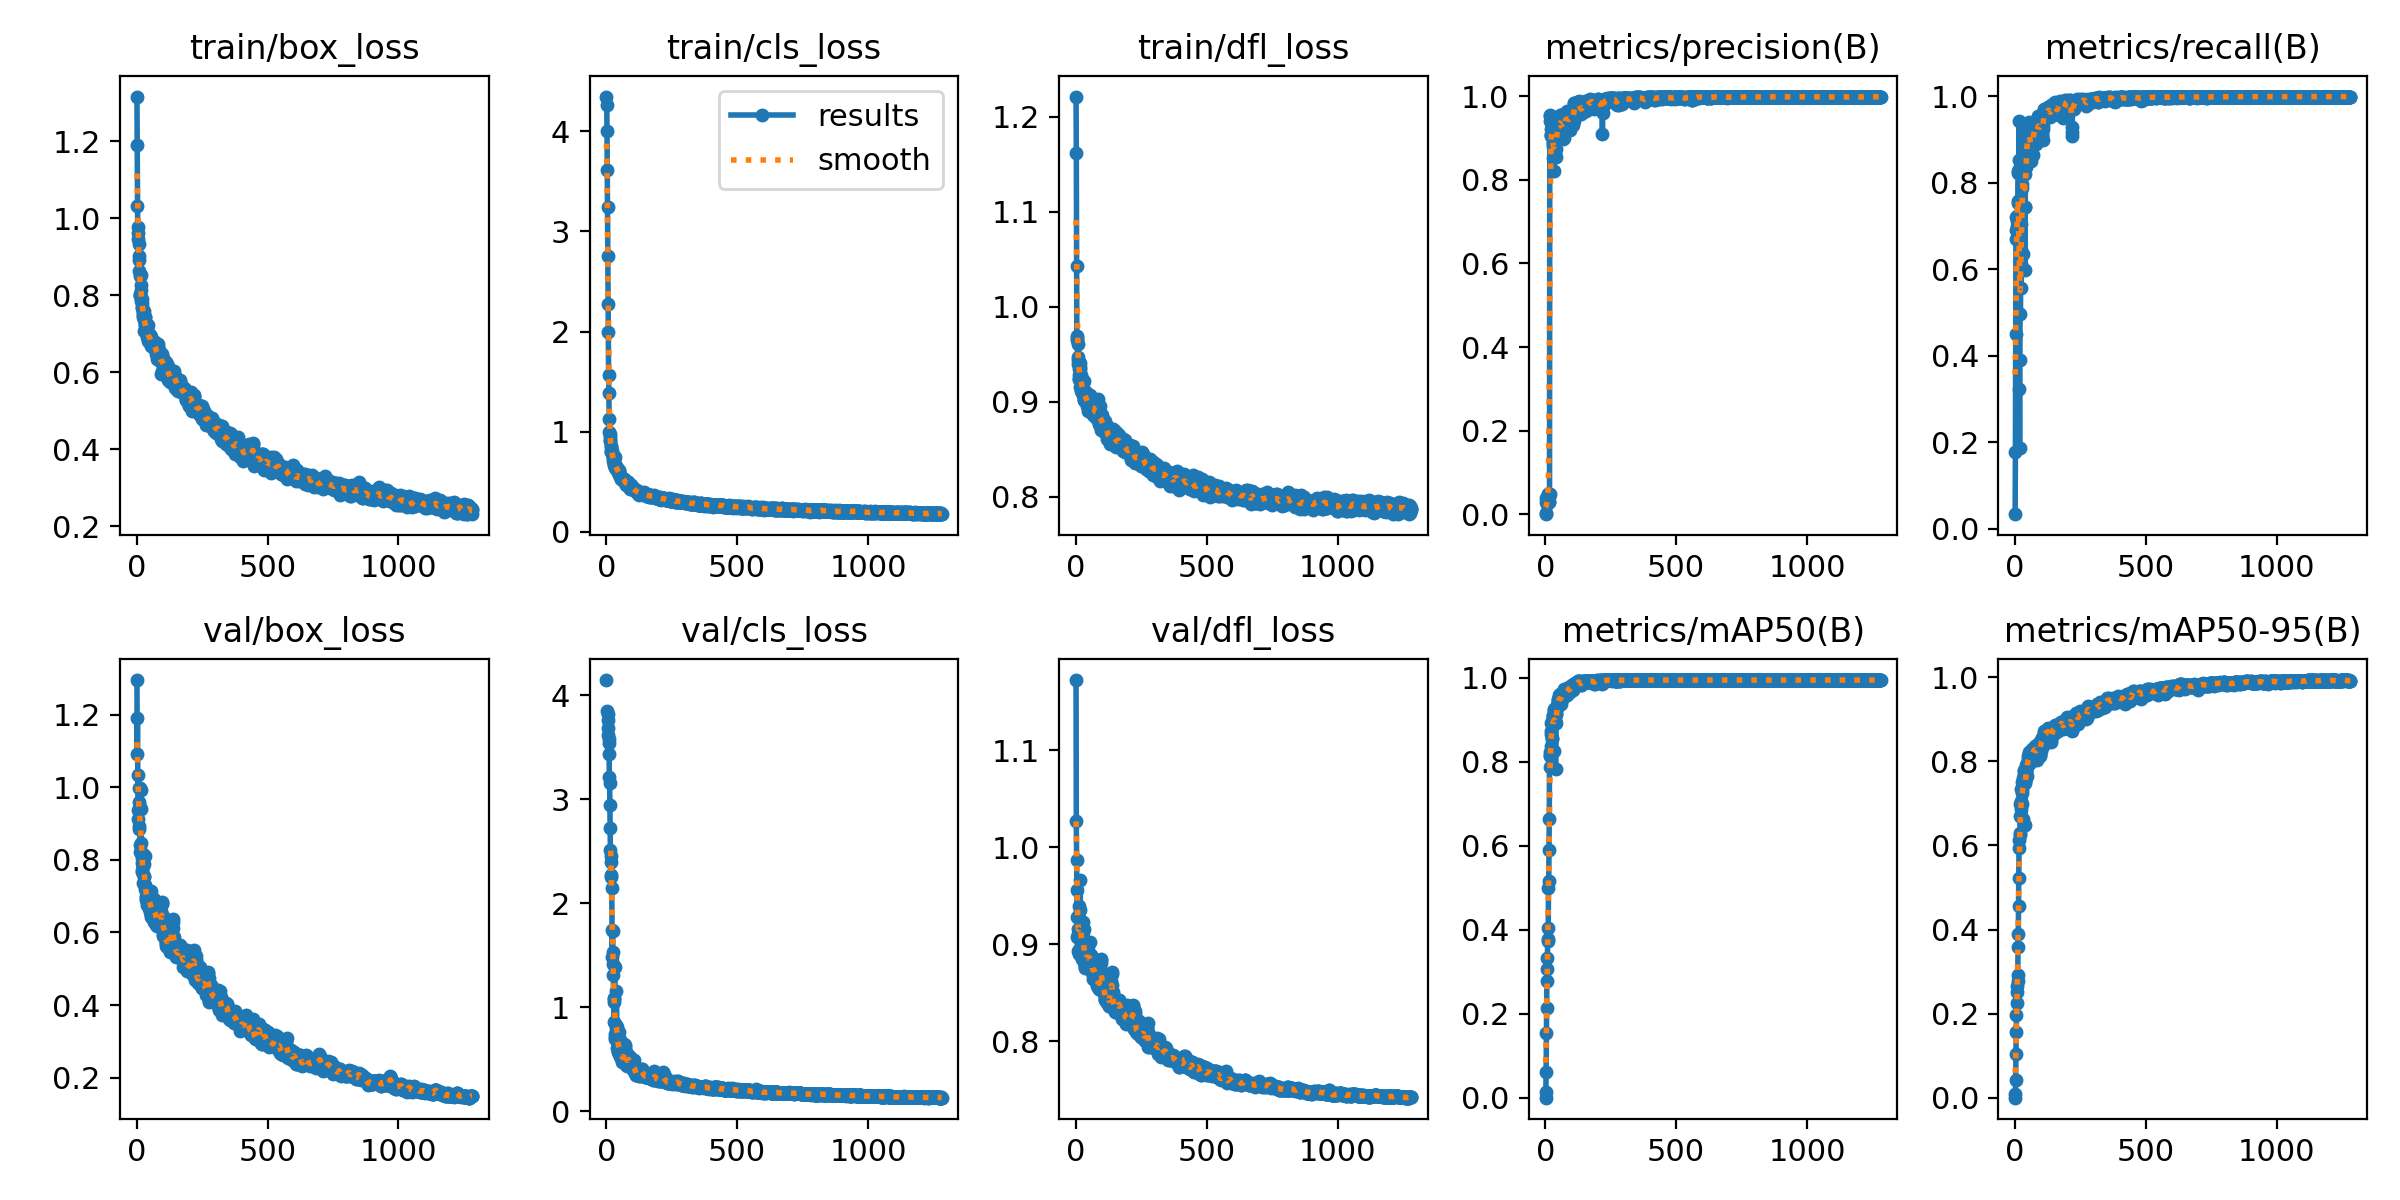 train/box_loss
train/cls_loss
train/dfl_loss
metrics/precision(B)
metrics/recall(B)
1.2
1.0
0.8
0.6
0.4
0.2
0 500 1000
results
smooth
4
3
2
1
0
0 500 1000
1.2
1.1
1.0
0.9
0.8
0 500 1000
1.0
0.8
0.6
0.4
0.2
0.0
0 500 1000
1.0
0.8
0.6
0.4
0.2
0.0
0 500 1000
val/box_loss
val/cls_loss
val/dfl_loss
metrics/mAP50(B)
metrics/mAP50-95(B)
1.2
1.0
0.8
0.6
0.4
0.2
0 500 1000
4
3
2
1
0
0 500 1000
1.1
1.0
0.9
0.8
0 500 1000
1.0
0.8
0.6
0.4
0.2
0.0
0 500 1000
1.0
0.8
0.6
0.4
0.2
0.0
0 500 1000